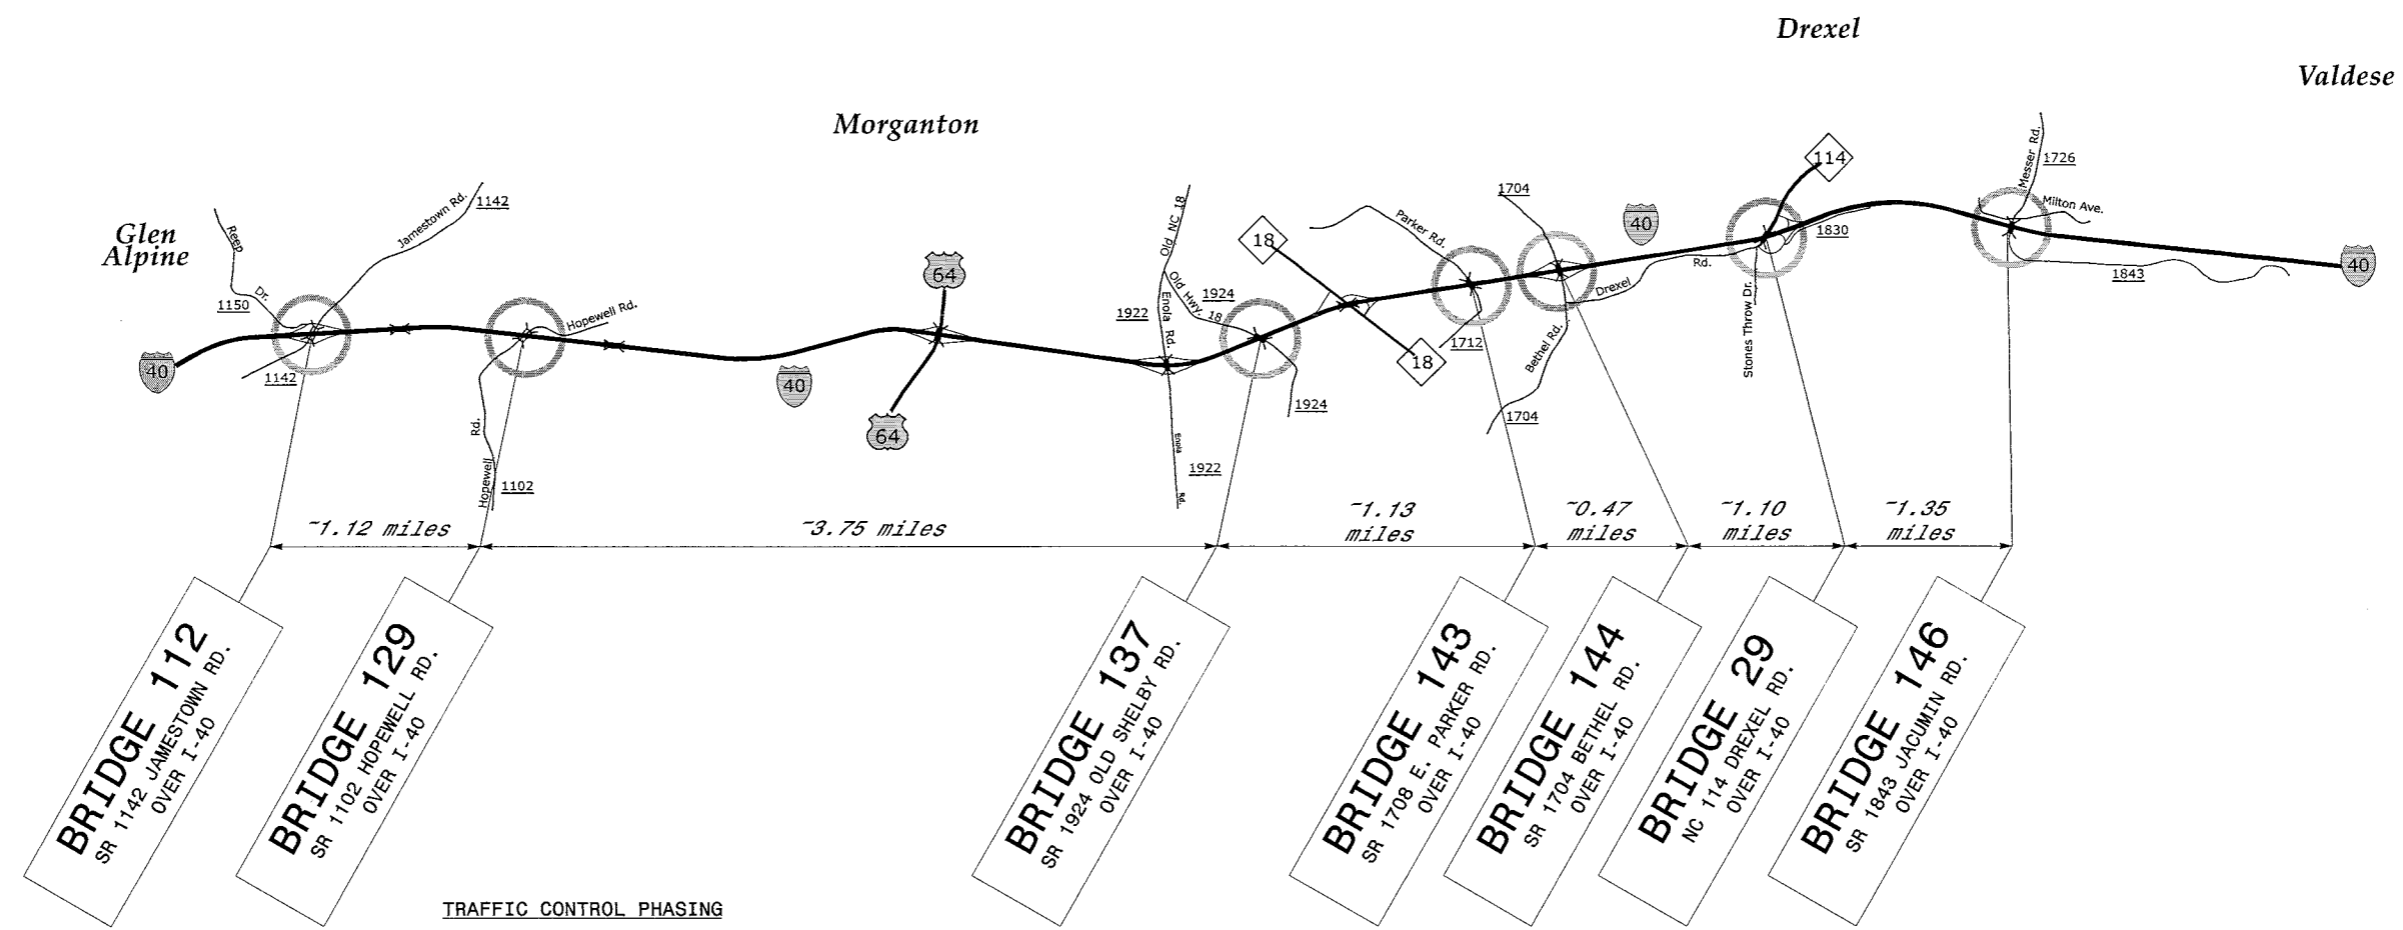 Drexel
Valdese
Morganton
Glen
Alpine
Reep
Dr.
1150
Jamestown Rd.
1142
1142
40
Hopewell Rd.
Hopewell
Rd.
1102
64
64
40
Old NC 18
Old Hwy. 18
1924
1922
Enola Rd.
Enola
Rd.
1922
1924
18
18
Parker Rd.
1712
1704
Bethel Rd.
1704
40
Drexel
Rd.
114
1830
Stones Throw Dr.
Messer Rd.
1726
Milton Ave.
1843
40
~1.12 miles
~3.75 miles
~1.13
miles
~0.47
miles
~1.10
miles
~1.35
miles
BRIDGE 112
SR 1142 JAMESTOWN RD.
OVER I-40
BRIDGE 129
SR 1102 HOPEWELL RD.
OVER I-40
BRIDGE 137
SR 1924 OLD SHELBY RD.
OVER I-40
BRIDGE 143
SR 1708 E. PARKER RD.
OVER I-40
BRIDGE 144
SR 1704 BETHEL RD.
OVER I-40
BRIDGE 29
NC 114 DREXEL RD.
OVER I-40
BRIDGE 146
SR 1843 JACUMIN RD.
OVER I-40
TRAFFIC CONTROL PHASING